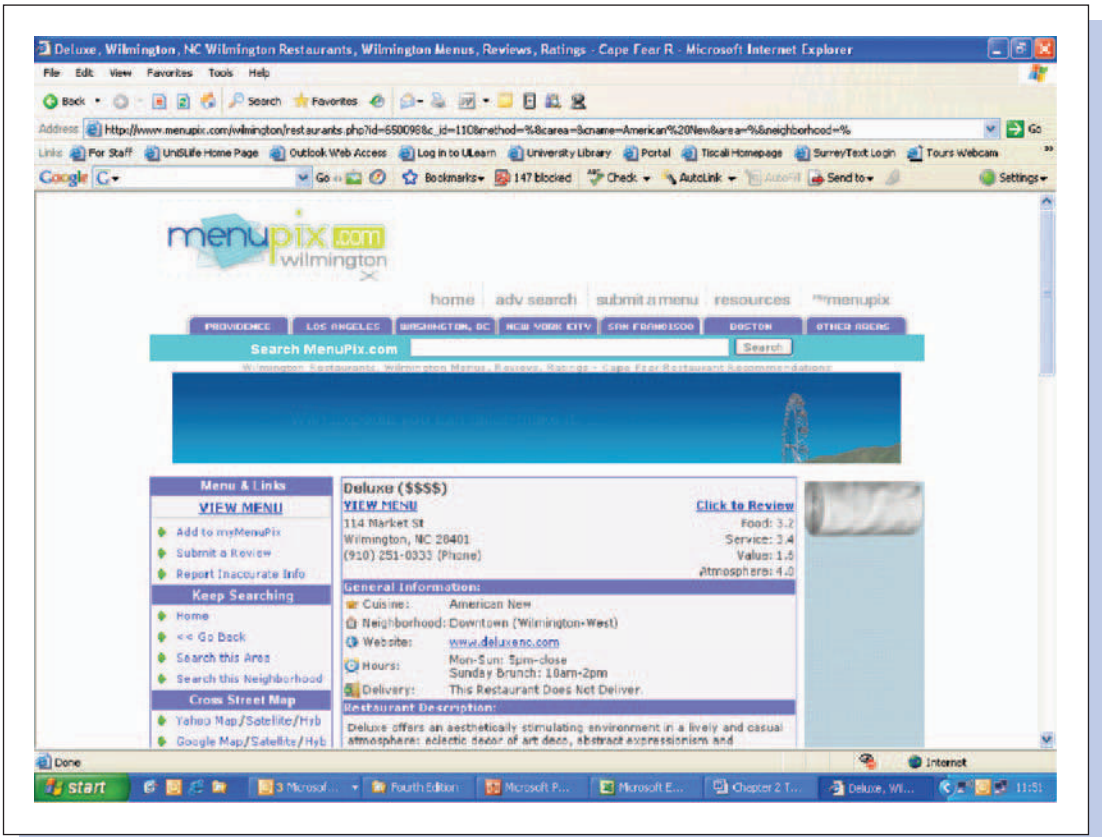 Deluxe, Wilmington, NC Wilmington Restaurants, Wilmington Menus, Reviews, Ratings - Cape Fear R - Microsoft Internet Explorer
File Edit View Favorites Tools Help
Back Search Favorites
Address http://www.menupix.com/wilmington/restaurants.php?id=6500988c_id=1108method=%8carea=8cname=American%20New&area=%&neighborhood=% Go
Links For Staff UniSLife Home Page Outlook Web Access Log in to ULearn University Library Portal Tiscali Homepage SurreyText Login Tours Webcam
Google G Go Bookmarks 147 blocked Check AutoLink AutoFill Send to Settings
menupix.com
wilmington
home adv search submit a menu resources menupix
PROVIDENCE LOS ANGELES WASHINGTON, DC NEW YORK CITY SAN FRANCISCO BOSTON OTHER AREAS
Search MenuPix.com Search
Wilmington Restaurants, Wilmington Menus, Reviews, Ratings - Cape Fear Restaurant Recommendations
Menu & Links
VIEW MENU
Add to myMenuPix
Submit a Review
Report Inaccurate Info
Keep Searching
Home
<< Go Back
Search this Area
Search this Neighborhood
Cross Street Map
Yahoo Map/Satellite/Hyb
Google Map/Satellite/Hyb
Deluxe ($$$$)
VIEW MENU Click to Review
114 Market St Food: 3.2
Wilmington, NC 28401 Service: 3.4
(910) 251-0333 (Phone) Value: 1.6
Atmosphere: 4.0
General Information:
Cuisine: American New
Neighborhood: Downtown (Wilmington-West)
Website: www.deluxenc.com
Hours: Mon-Sun: 5pm-close
Sunday Brunch: 10am-2pm
Delivery: This Restaurant Does Not Deliver.
Restaurant Description:
Deluxe offers an aesthetically stimulating environment in a lively and casual
atmosphere: eclectic decor of art deco, abstract expressionism and
Done Internet
start 3 Microsof... Fourth Edition Microsoft P... Microsoft E... Chapter 2 T... Deluxe, Wil... 11:51